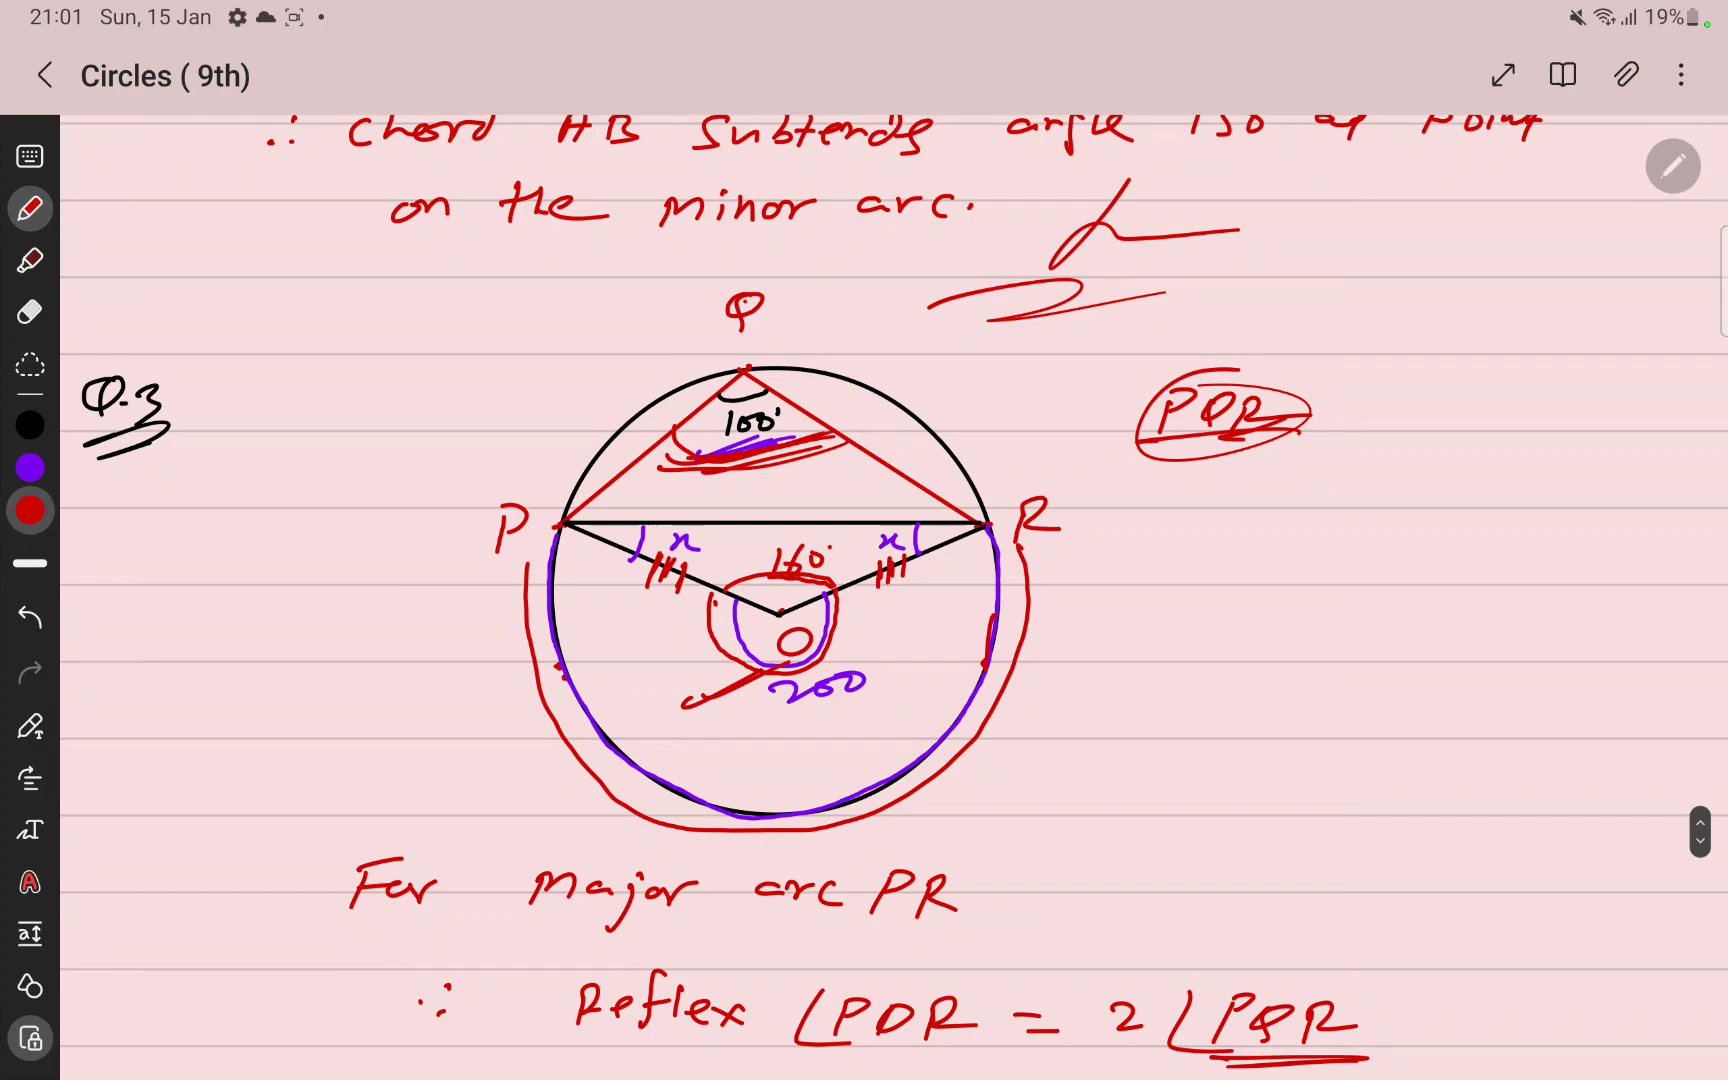 21:01 Sun, 15 Jan 19%
Circles ( 9th)
∴ Chord AB Subtends angle 150 at Point
on the minor arc.
Q
Q.3
PQR
100°
P R
x x
160°
O
200
For Major arc PR
∵ Reflex ∠POR = 2 ∠PQR